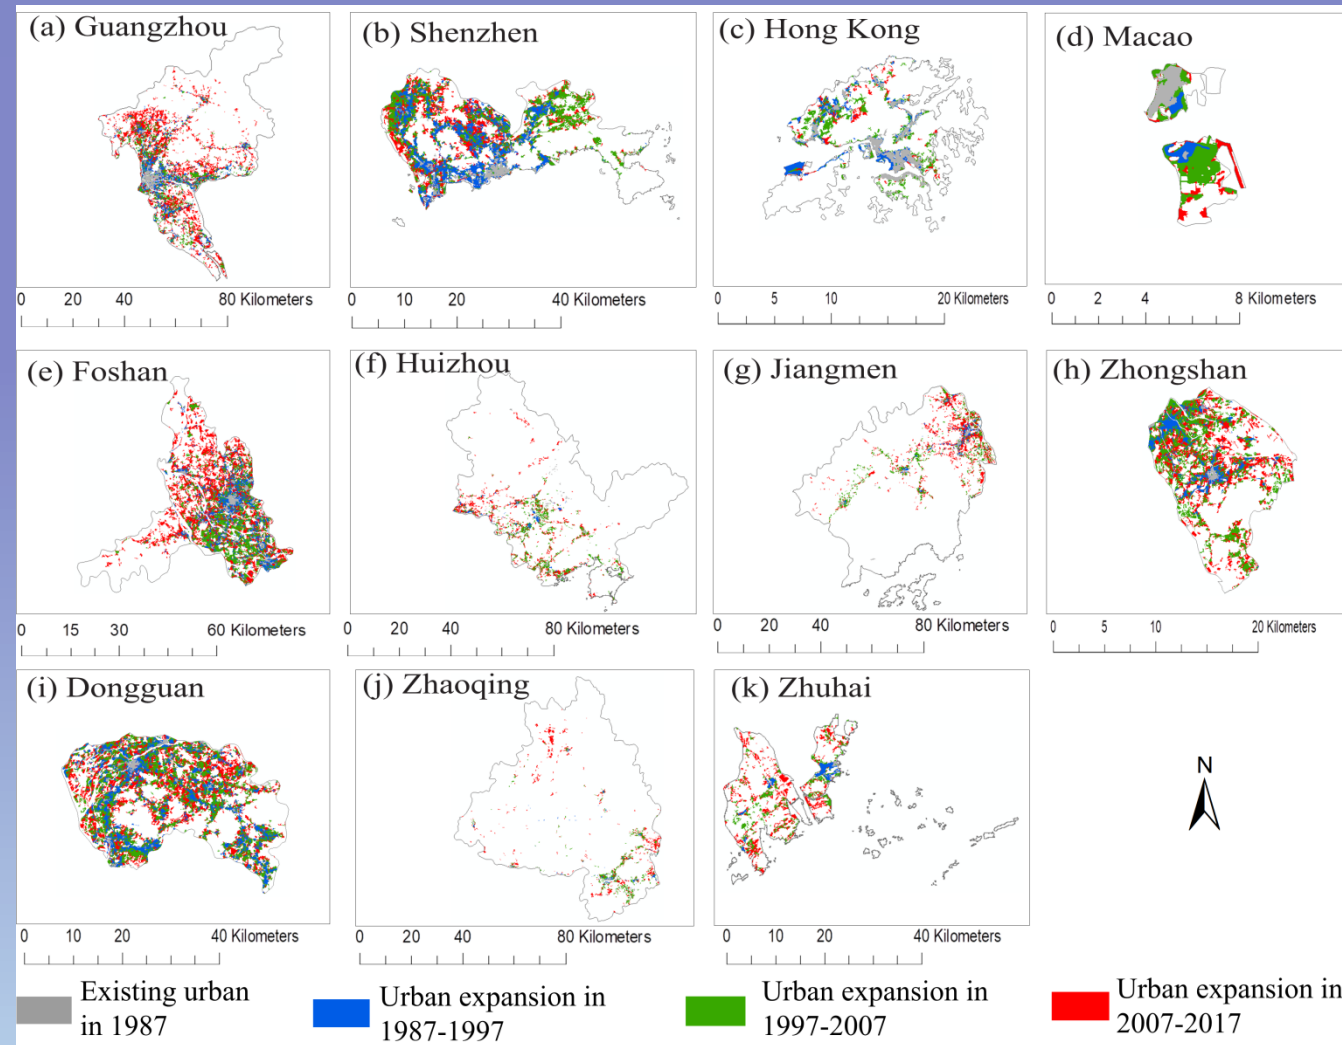 (a) Guangzhou
(b) Shenzhen
(c) Hong Kong
(d) Macao
0 20 40 80 Kilometers
0 10 20 40 Kilometers
0 5 10 20 Kilometers
0 2 4 8 Kilometers
(e) Foshan
(f) Huizhou
(g) Jiangmen
(h) Zhongshan
0 15 30 60 Kilometers
0 20 40 80 Kilometers
0 20 40 80 Kilometers
0 5 10 20 Kilometers
(i) Dongguan
(j) Zhaoqing
(k) Zhuhai
N
0 10 20 40 Kilometers
0 20 40 80 Kilometers
0 10 20 40 Kilometers
Existing urban
in 1987
Urban expansion in
1987-1997
Urban expansion in
1997-2007
Urban expansion in
2007-2017